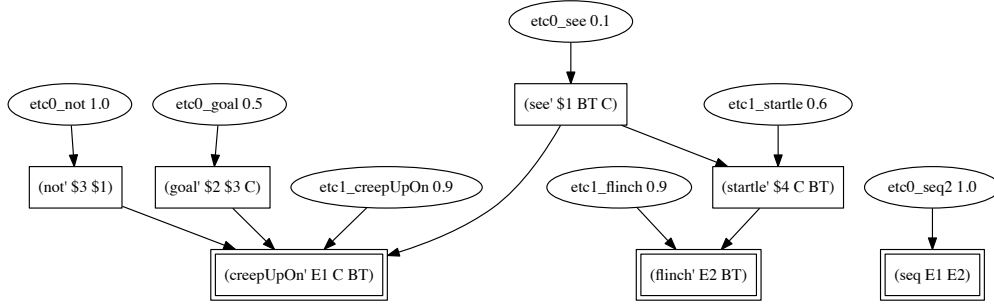 etc0_see 0.1
etc0_not 1.0
etc0_goal 0.5
(see' $1 BT C)
etc1_startle 0.6
(not' $3 $1)
(goal' $2 $3 C)
etc1_creepUpOn 0.9
etc1_flinch 0.9
(startle' $4 C BT)
etc0_seq2 1.0
(creepUpOn' E1 C BT)
(flinch' E2 BT)
(seq E1 E2)